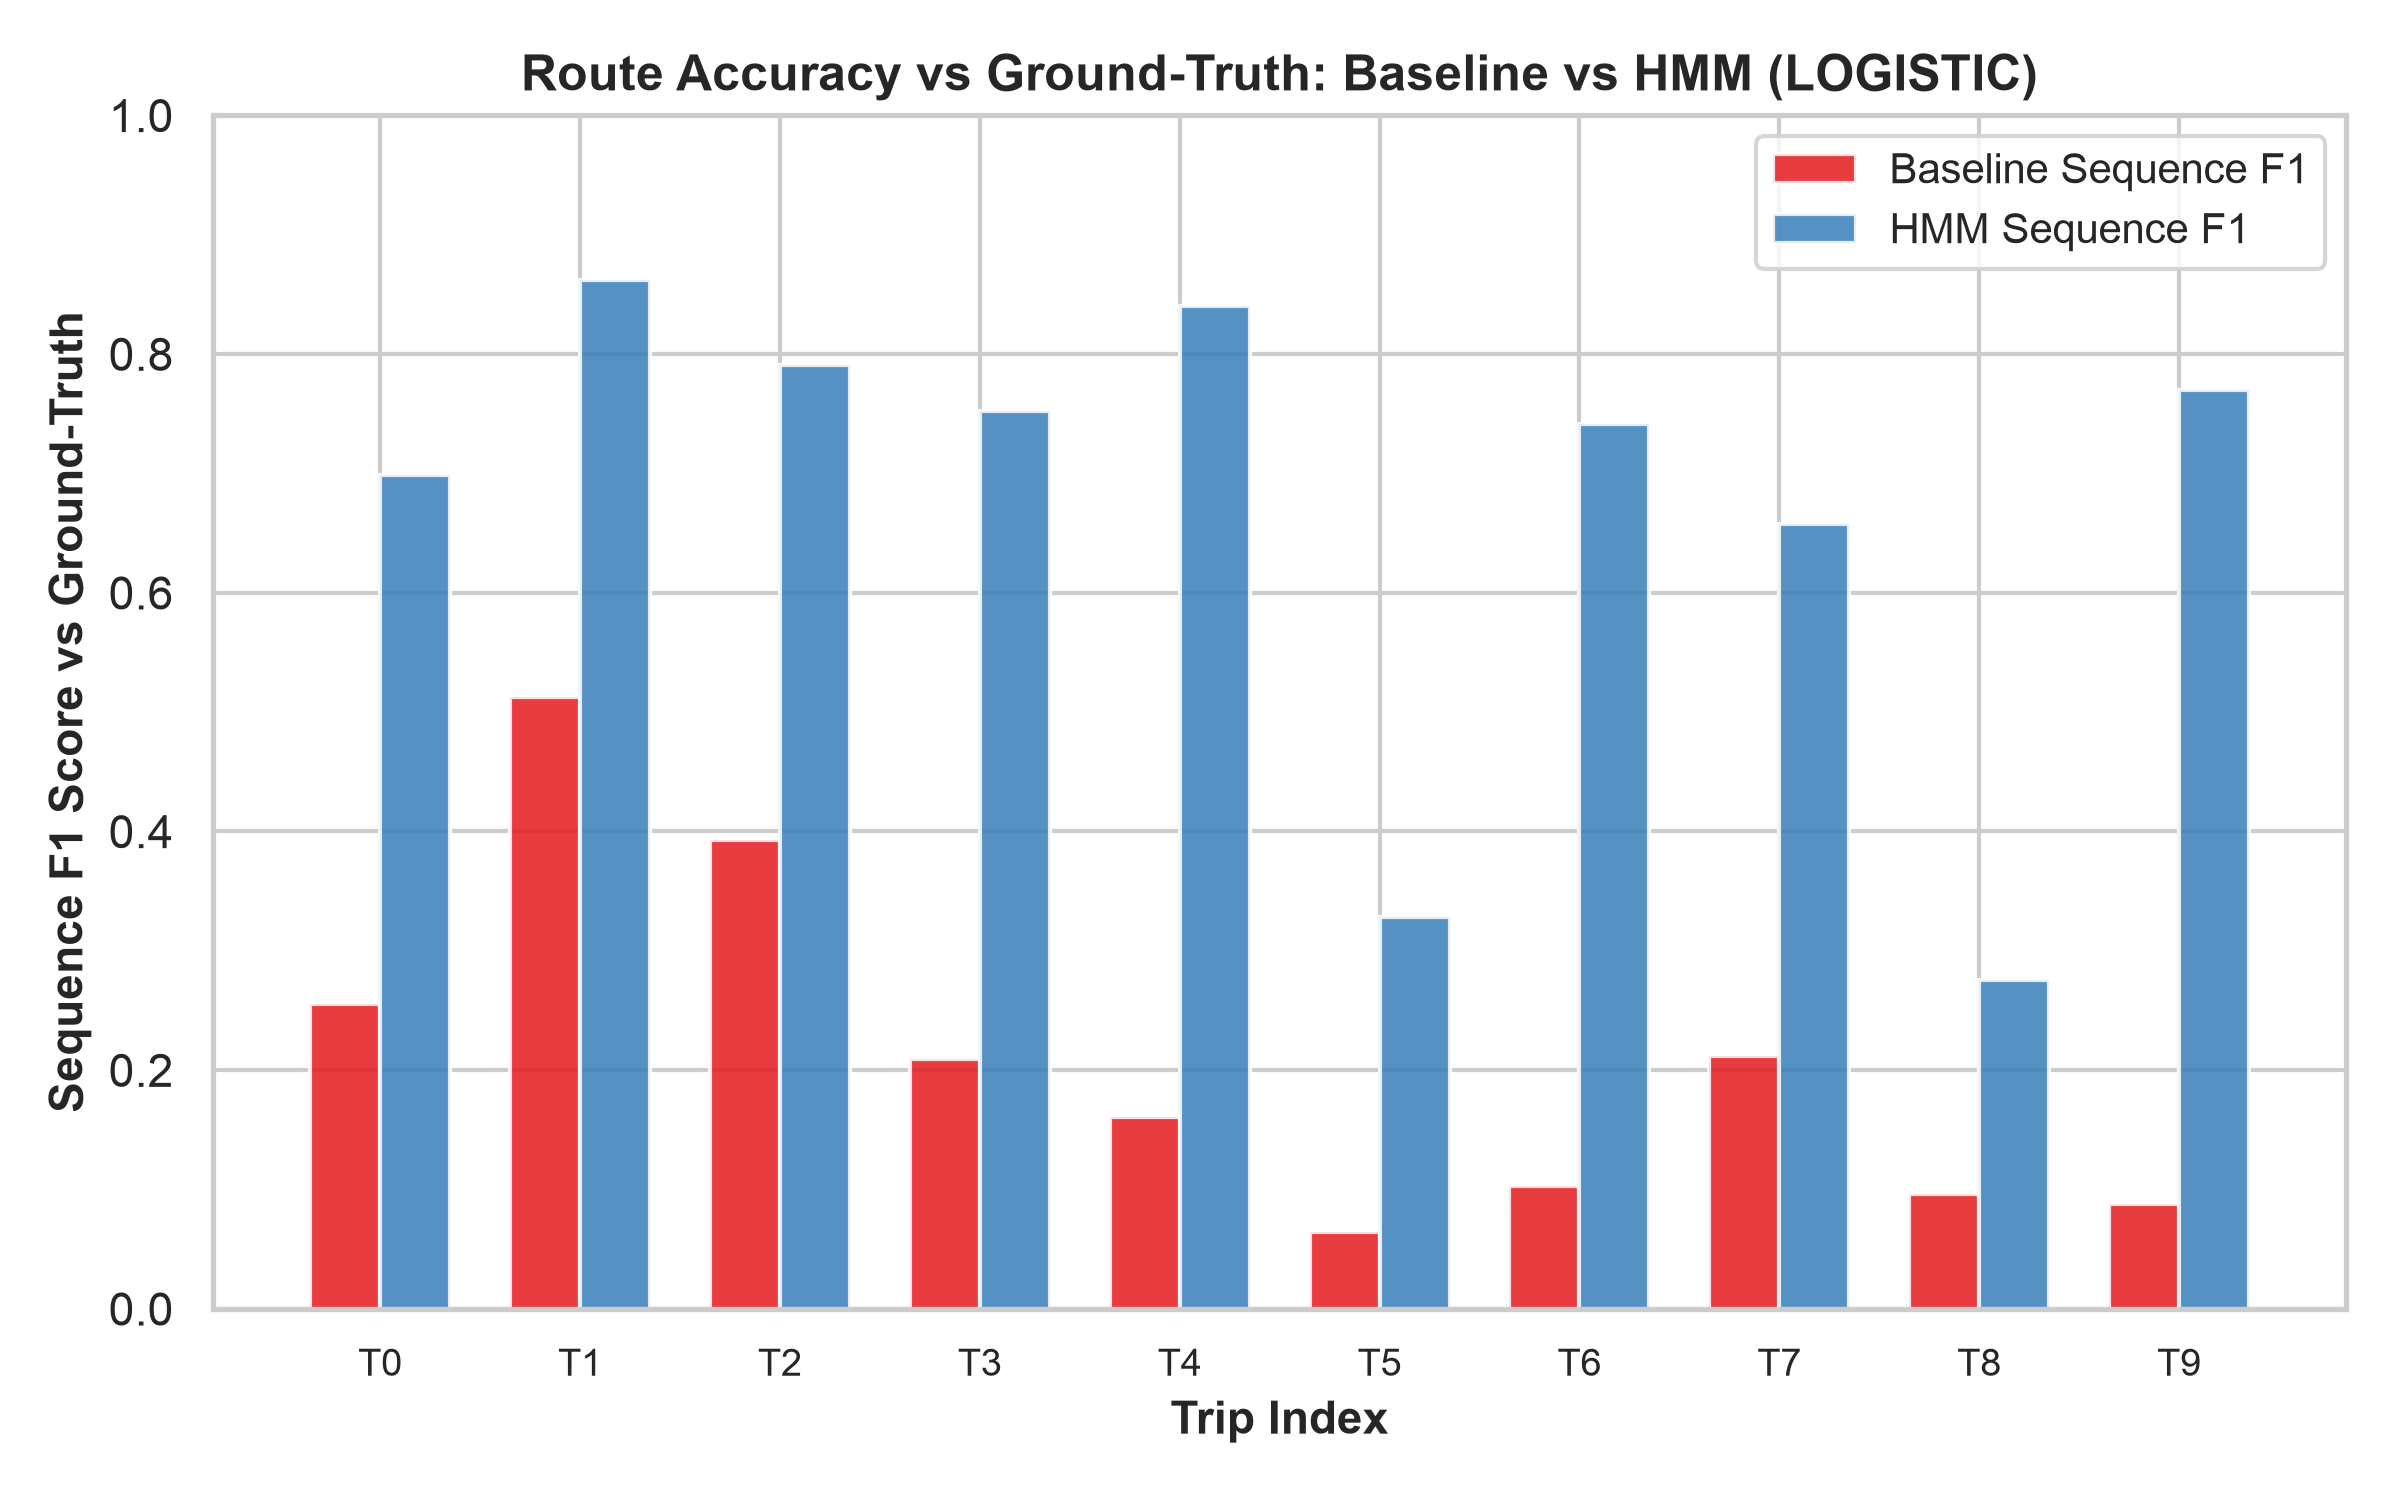 Route Accuracy vs Ground-Truth: Baseline vs HMM (LOGISTIC)
Baseline Sequence F1
HMM Sequence F1
Sequence F1 Score vs Ground-Truth
1.0
0.8
0.6
0.4
0.2
0.0
T0 T1 T2 T3 T4 T5 T6 T7 T8 T9
Trip Index